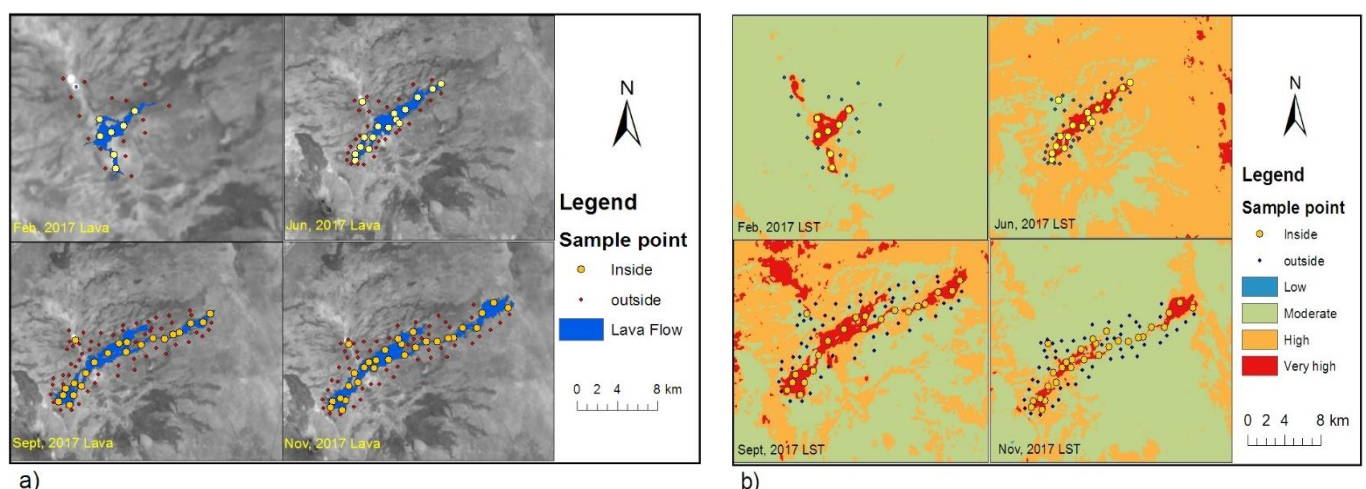 Feb, 2017 Lava
Jun, 2017 Lava
Sept, 2017 Lava
Nov, 2017 Lava
N
Legend
Sample point
Inside
outside
Lava Flow
0 2 4 8 km
a)
Feb, 2017 LST
Jun, 2017 LST
Sept, 2017 LST
Nov, 2017 LST
N
Legend
Sample point
Inside
outside
Low
Moderate
High
Very high
0 2 4 8 km
b)